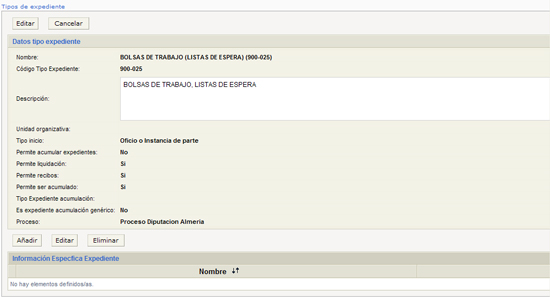 Tipos de expediente
Editar Cancelar
Datos tipo expediente
Nombre: BOLSAS DE TRABAJO (LISTAS DE ESPERA) (900-025)
Código Tipo Expediente: 900-025
Descripción: BOLSAS DE TRABAJO, LISTAS DE ESPERA
Unidad organizativa:
Tipo inicio: Oficio o Instancia de parte
Permite acumular expedientes: No
Permite liquidación: Si
Permite recibos: Si
Permite ser acumulado: Si
Tipo Expediente acumulación:
Es expediente acumulación genérico: No
Proceso: Proceso Diputacion Almeria
Añadir Editar Eliminar
Información Especfica Expediente
Nombre
No hay elementos definidos/as.